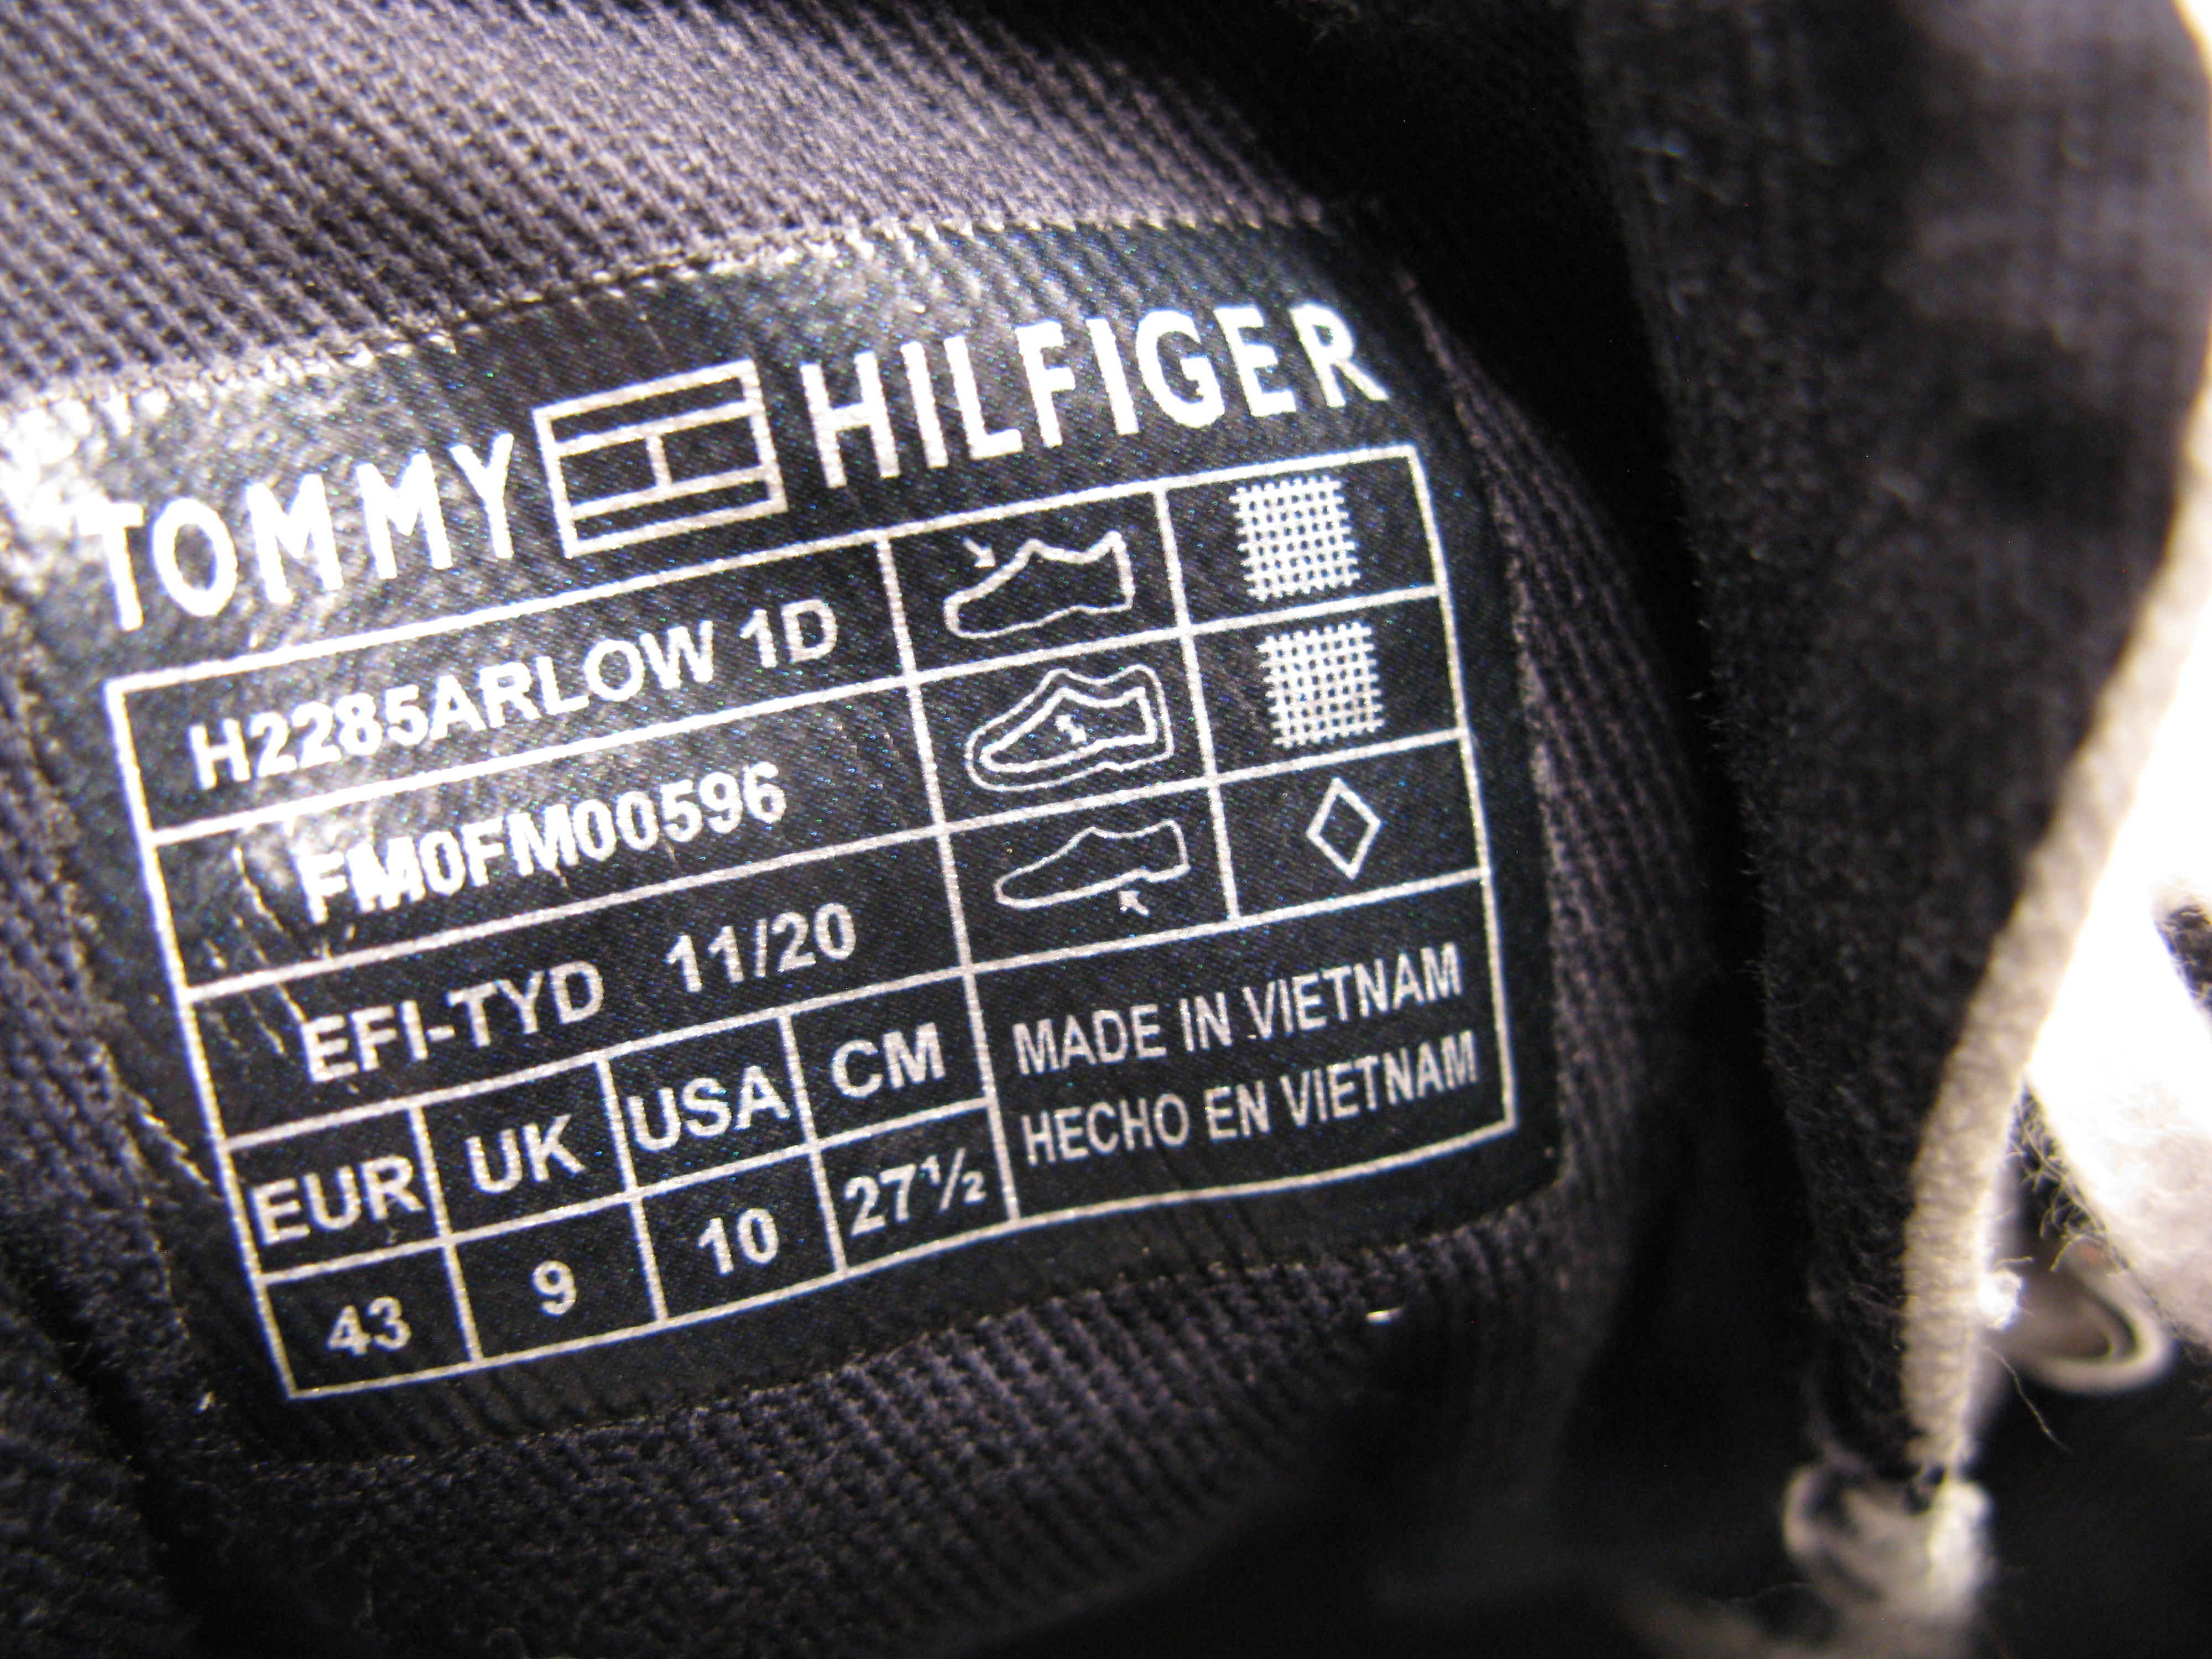 TOMMY HILFIGER
H2285ARLOW 1D
FM0FM00596
EFI-TYD 11/20
EUR UK USA CM
43 9 10 27½
MADE IN VIETNAM
HECHO EN VIETNAM